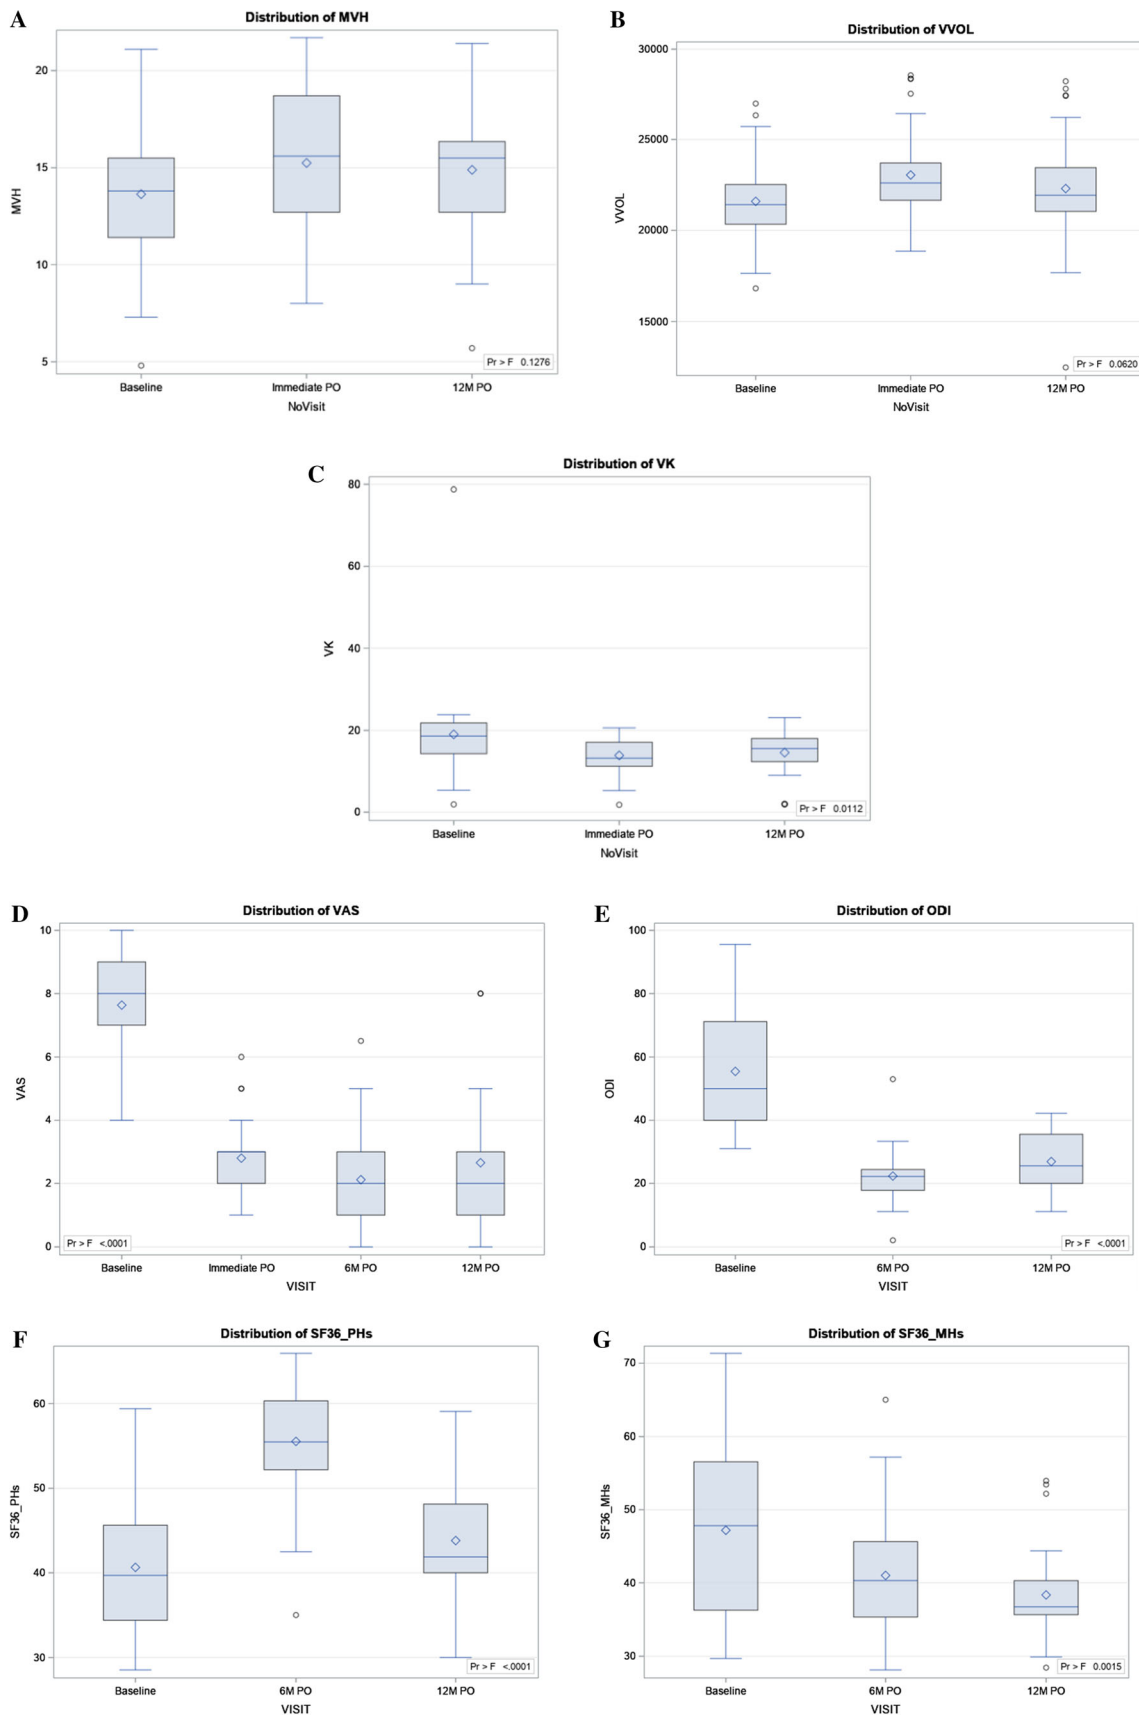 A
Distribution of MVH
MVH
20
15
10
5
Pr > F 0.1276
Baseline Immediate PO 12M PO
NoVisit
B
Distribution of VVOL
VVOL
30000
25000
20000
15000
Pr > F 0.0620
Baseline Immediate PO 12M PO
NoVisit
C
Distribution of VK
VK
80
60
40
20
0
Pr > F 0.0112
Baseline Immediate PO 12M PO
NoVisit
D
Distribution of VAS
VAS
10
8
6
4
2
0
Pr > F <.0001
Baseline Immediate PO 6M PO 12M PO
VISIT
E
Distribution of ODI
ODI
100
80
60
40
20
0
Pr > F <.0001
Baseline 6M PO 12M PO
VISIT
F
Distribution of SF36_PHs
SF36_PHs
60
50
40
30
Pr > F <.0001
Baseline 6M PO 12M PO
VISIT
G
Distribution of SF36_MHs
SF36_MHs
70
60
50
40
30
Pr > F 0.0015
Baseline 6M PO 12M PO
VISIT